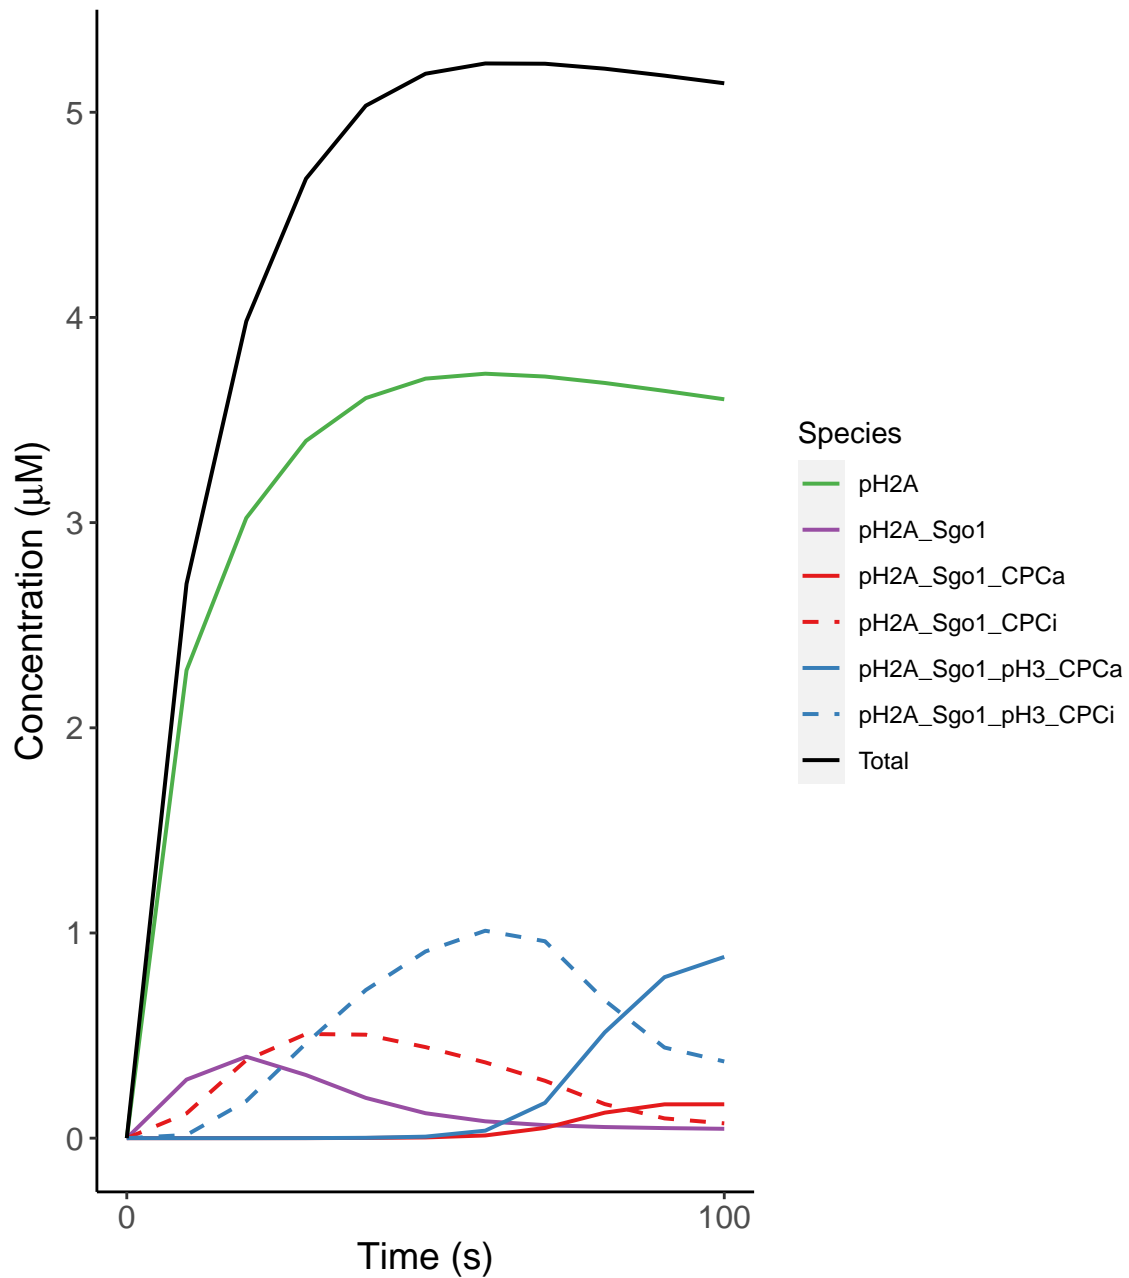 Concentration (μM)
5
4
3
2
1
0
0
100
Time (s)
Species
pH2A
pH2A_Sgo1
pH2A_Sgo1_CPCa
pH2A_Sgo1_CPCi
pH2A_Sgo1_pH3_CPCa
pH2A_Sgo1_pH3_CPCi
Total